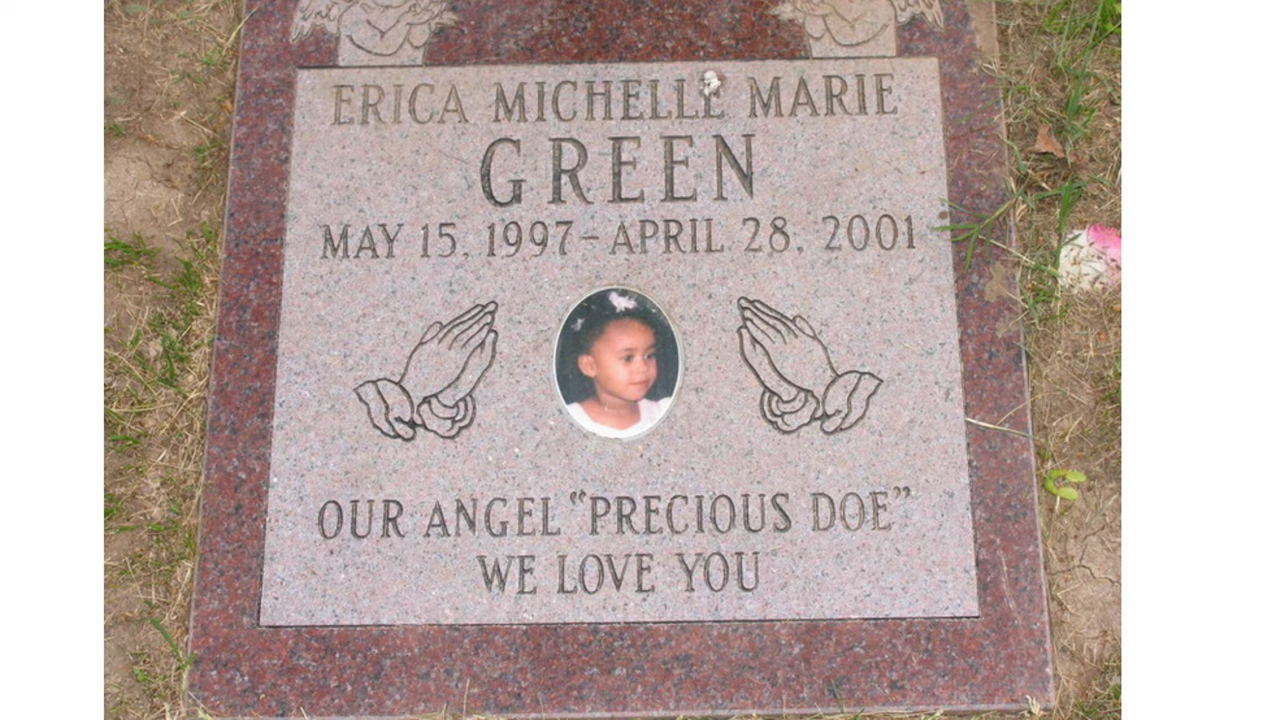 ERICA MICHELLE MARIE
GREEN
MAY 15, 1997–APRIL 28, 2001
OUR ANGEL “PRECIOUS DOE”
WE LOVE YOU